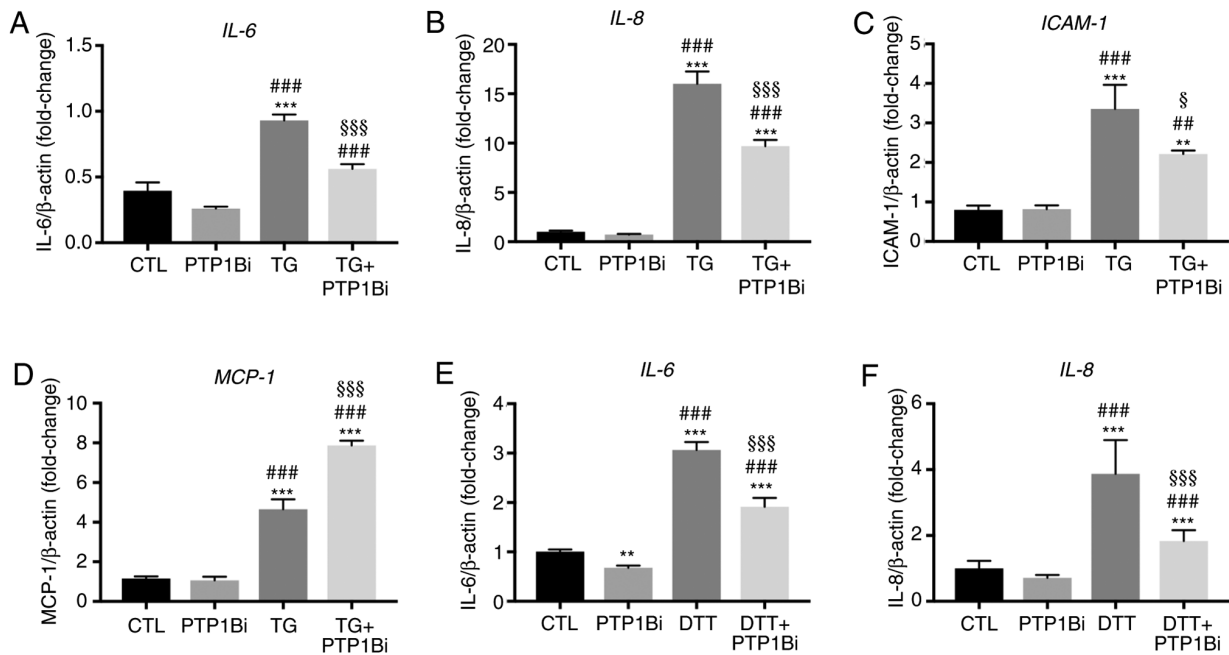 A
IL-6
IL-6/β-actin (fold-change)
1.5
1.0
0.5
0.0
###
***
§§§
###
CTL
PTP1Bi
TG
TG+
PTP1Bi
B
IL-8
IL-8/β-actin (fold-change)
20
15
10
5
0
###
***
§§§
###
***
CTL
PTP1Bi
TG
TG+
PTP1Bi
C
ICAM-1
ICAM-1/β-actin (fold-change)
5
4
3
2
1
0
###
***
§
##
**
CTL
PTP1Bi
TG
TG+
PTP1Bi
D
MCP-1
MCP-1/β-actin (fold-change)
10
8
6
4
2
0
###
***
§§§
###
***
CTL
PTP1Bi
TG
TG+
PTP1Bi
E
IL-6
IL-6/β-actin (fold-change)
4
3
2
1
0
**
###
***
§§§
###
***
CTL
PTP1Bi
DTT
DTT+
PTP1Bi
F
IL-8
IL-8/β-actin (fold-change)
6
4
2
0
###
***
§§§
###
***
CTL
PTP1Bi
DTT
DTT+
PTP1Bi